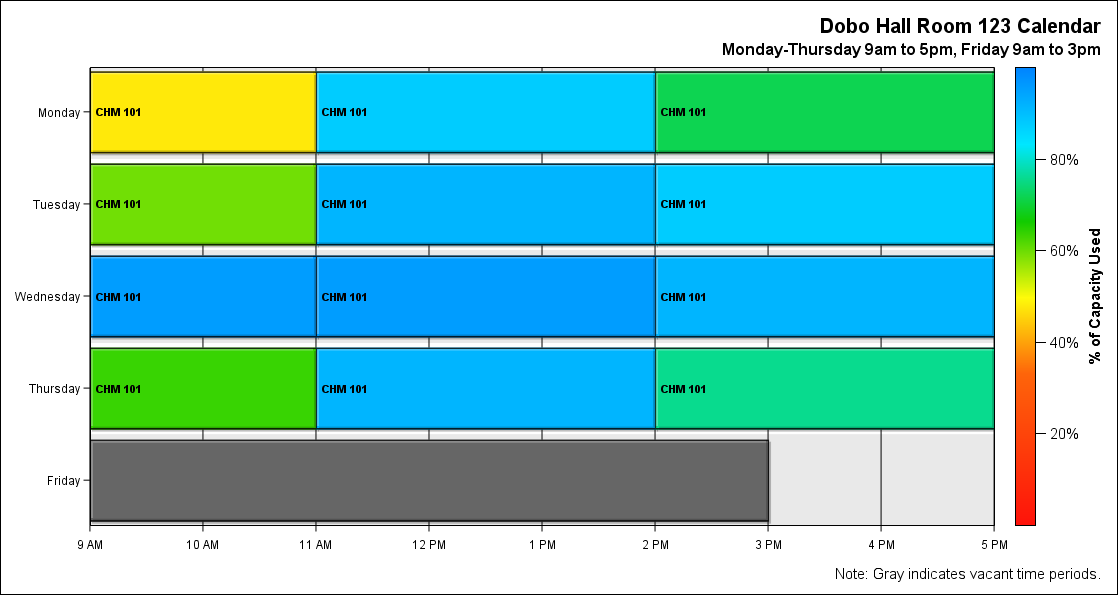 Dobo Hall Room 123 Calendar
Monday-Thursday 9am to 5pm, Friday 9am to 3pm
Monday
CHM 101
CHM 101
CHM 101
Tuesday
CHM 101
CHM 101
CHM 101
Wednesday
CHM 101
CHM 101
CHM 101
Thursday
CHM 101
CHM 101
CHM 101
Friday
9 AM
10 AM
11 AM
12 PM
1 PM
2 PM
3 PM
4 PM
5 PM
80%
60%
40%
20%
% of Capacity Used
Note: Gray indicates vacant time periods.